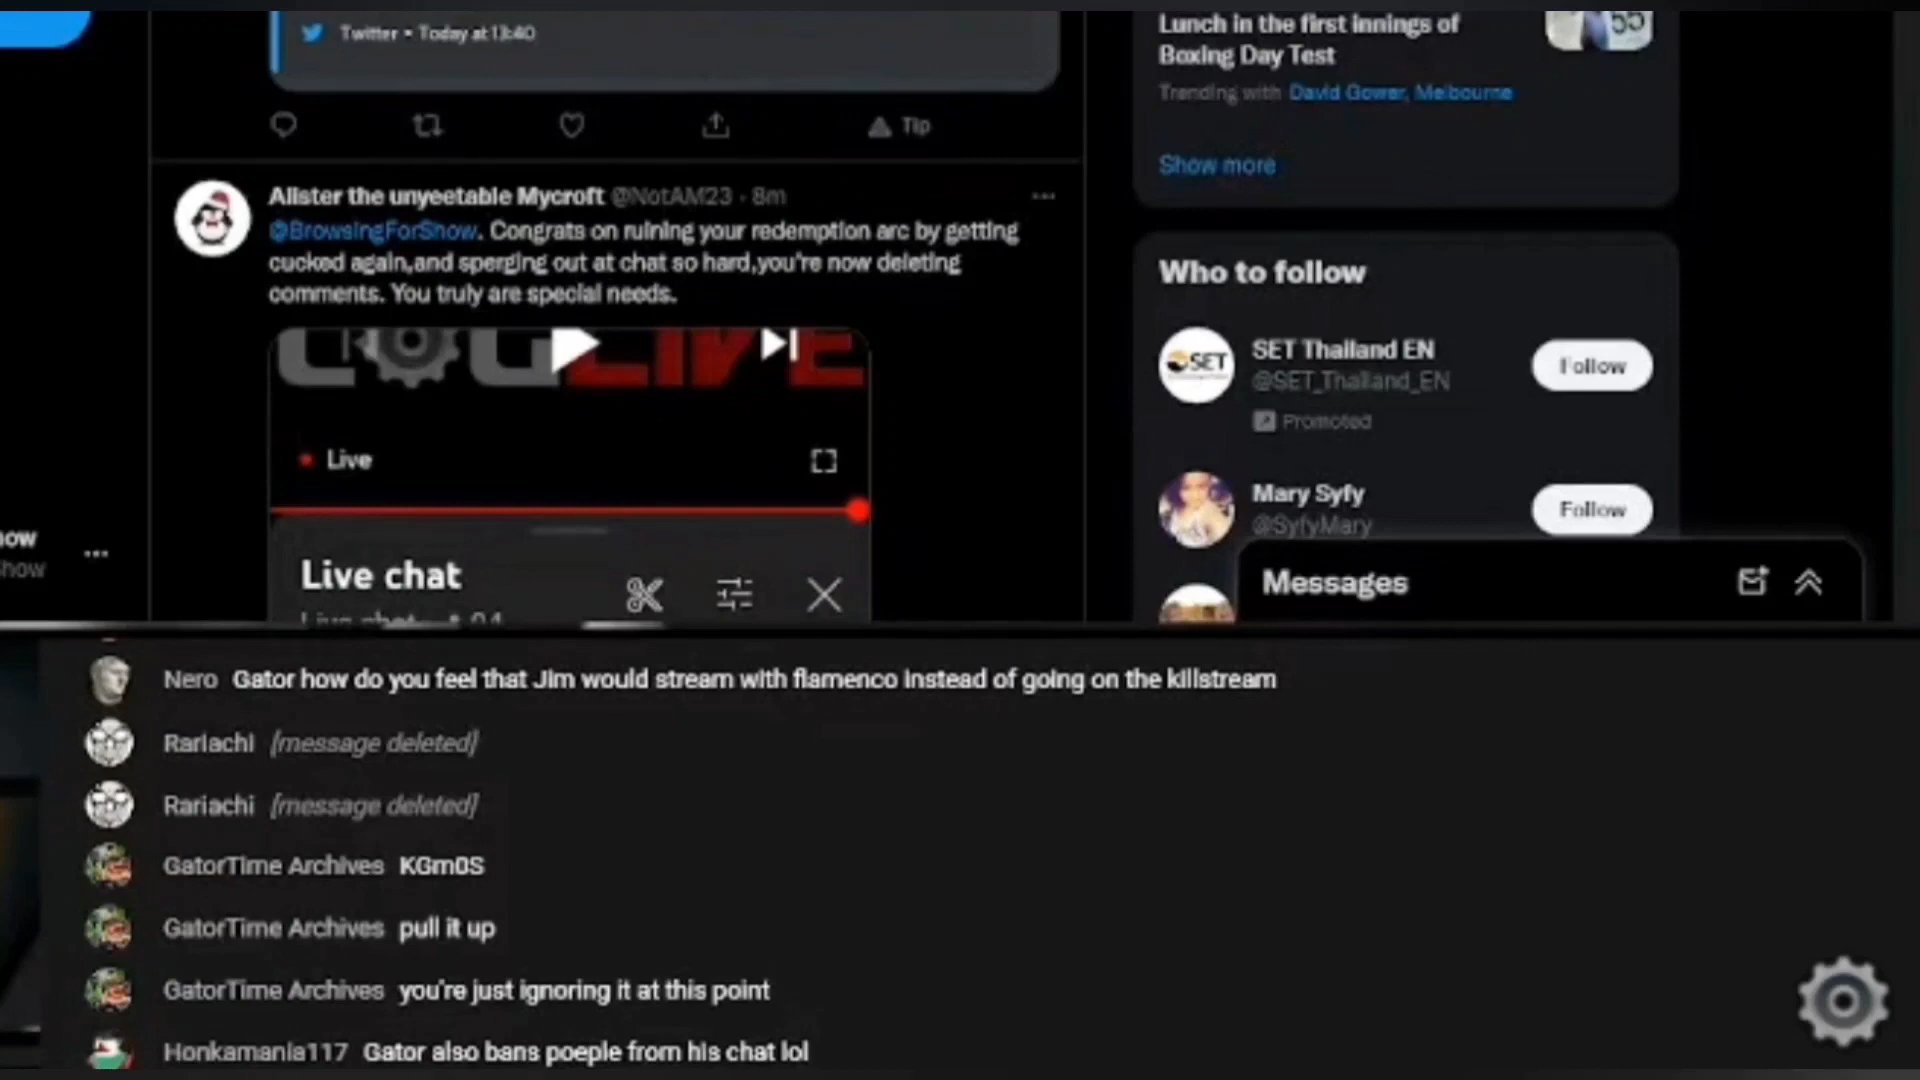 Twitter • Today at 13:40
Tip
Alister the unyeetable Mycroft @NotAM23 · 8m
@BrowsingForShow. Congrats on ruining your redemption arc by getting
cucked again,and sperging out at chat so hard,you're now deleting
comments. You truly are special needs.
LIVE
Live
Live chat
Lunch in the first innings of
Boxing Day Test
Trending with David Gower, Melbourne
Show more
Who to follow
SET
SET Thailand EN
@SET_Thailand_EN
Follow
Promoted
Mary Syfy
@SyfyMary
Follow
Messages
Nero Gator how do you feel that Jim would stream with flamenco instead of going on the killstream
Rariachi [message deleted]
Rariachi [message deleted]
GatorTime Archives KGm0S
GatorTime Archives pull it up
GatorTime Archives you're just ignoring it at this point
Honkamania117 Gator also bans poeple from his chat lol